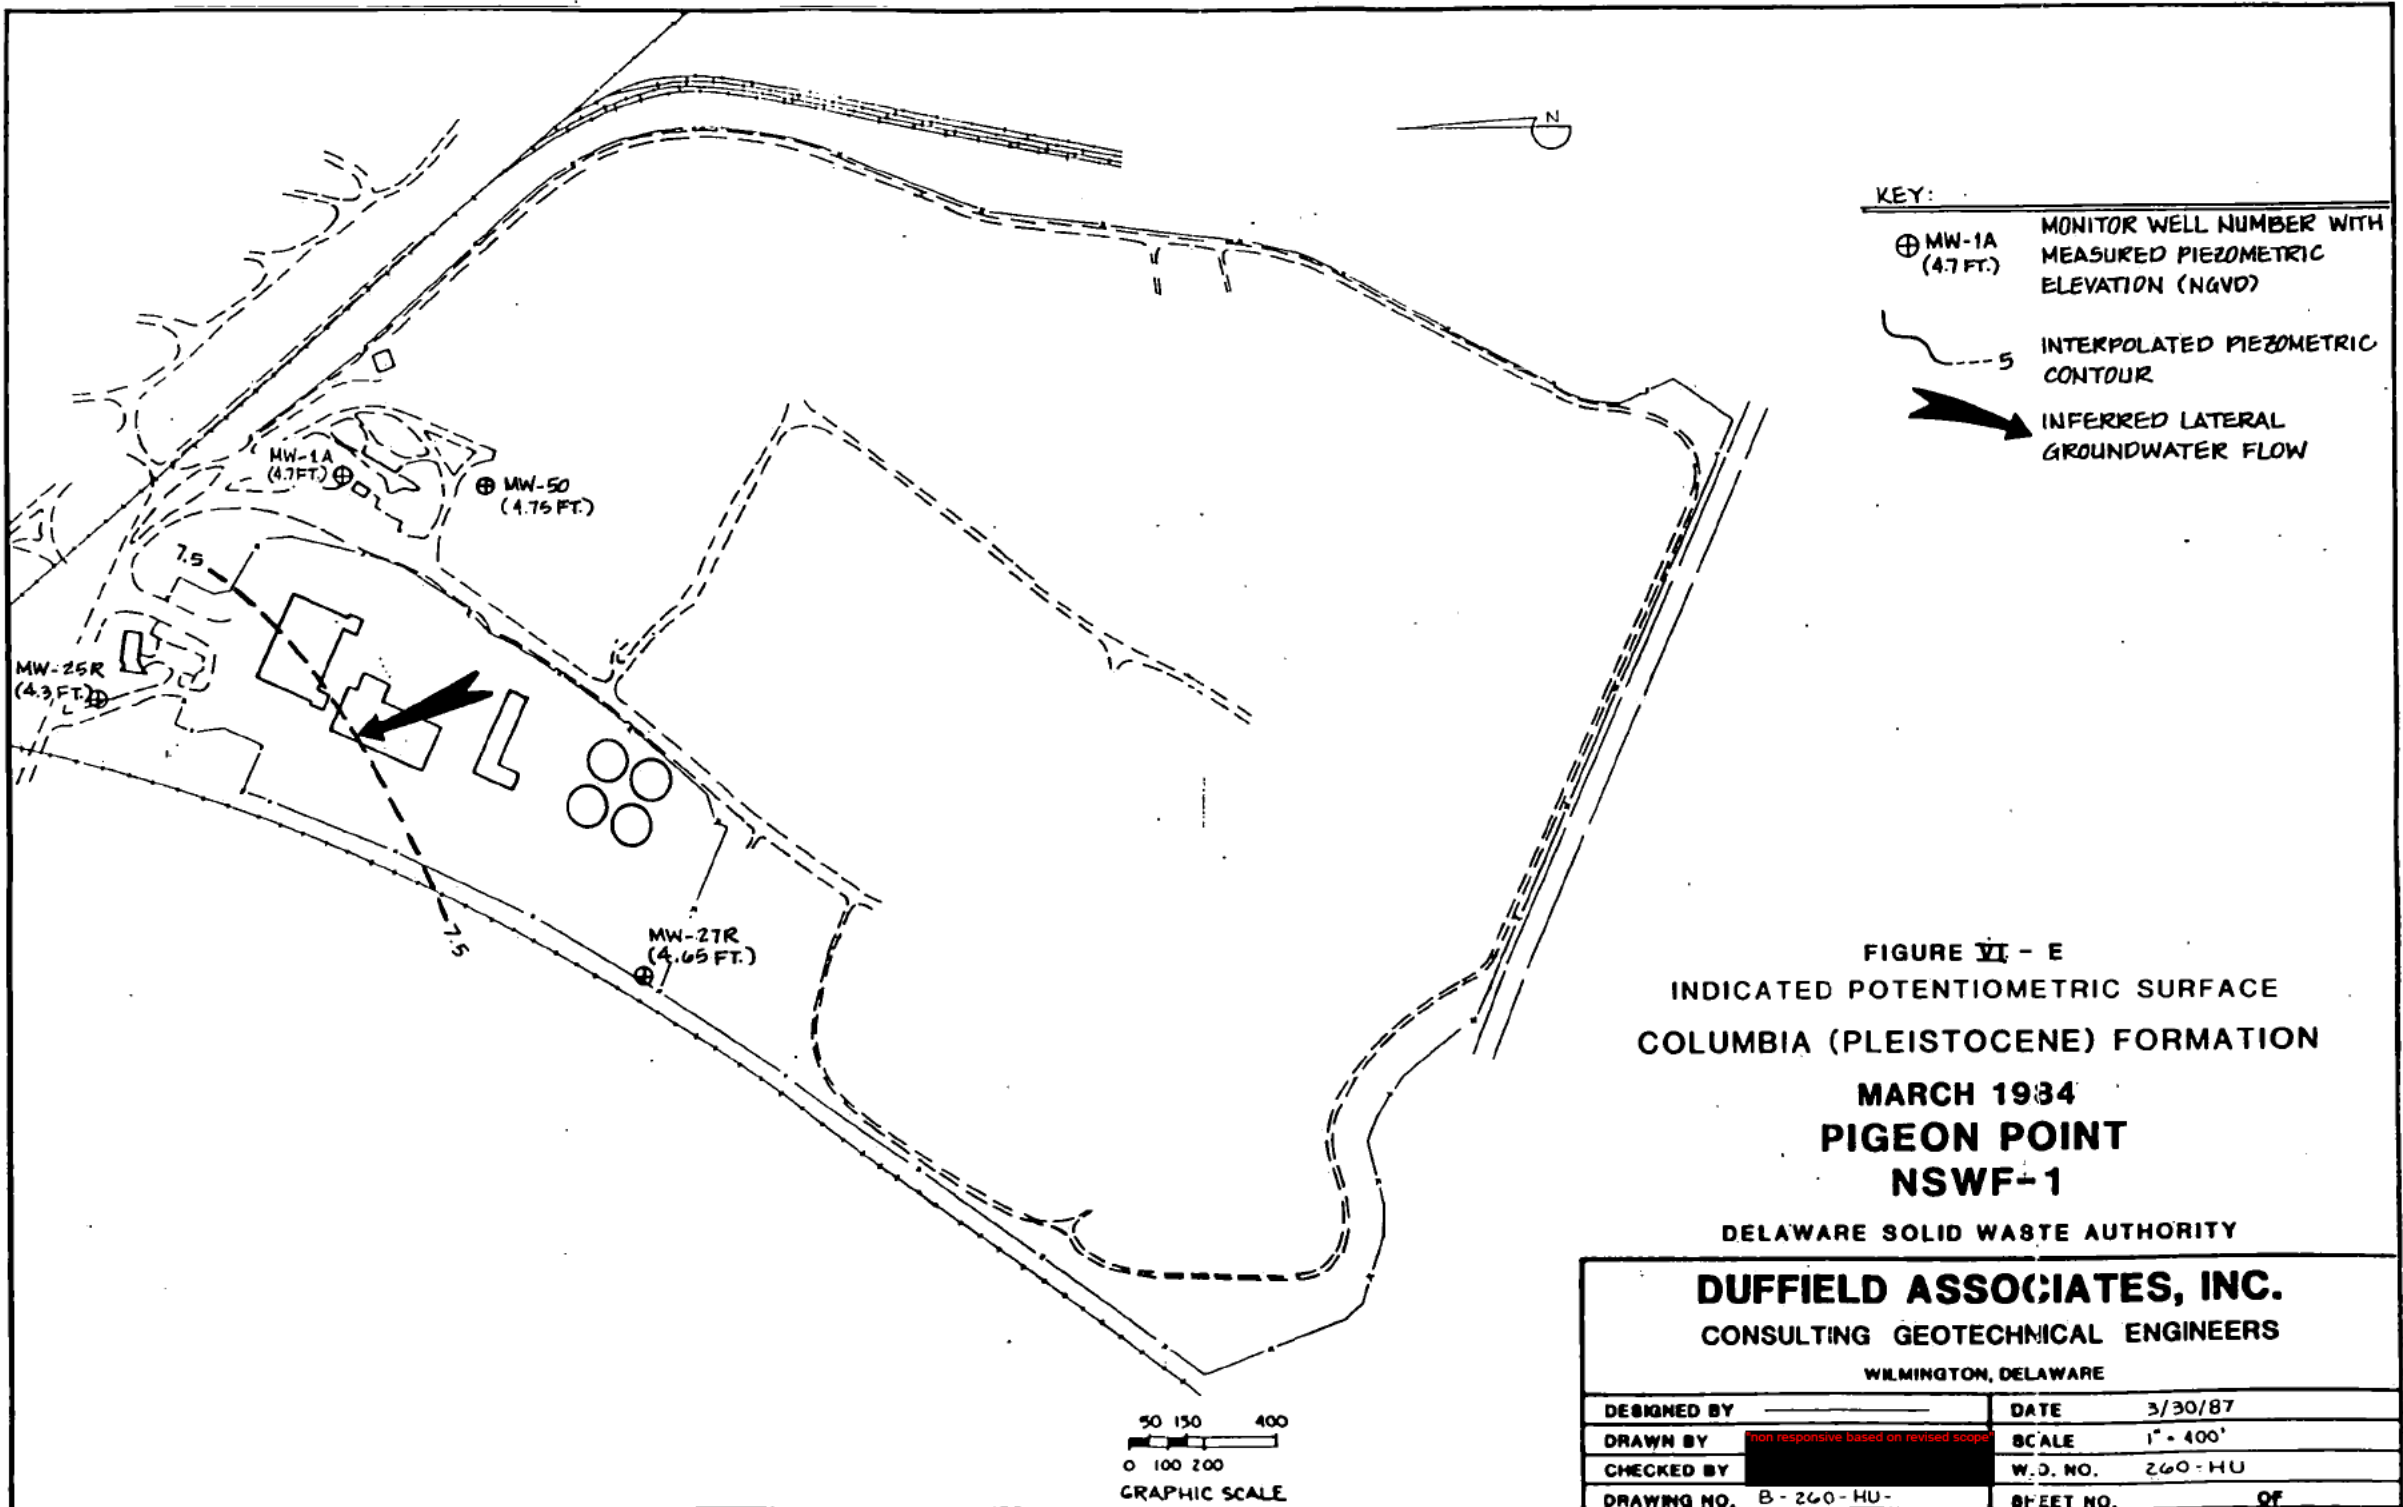 N
KEY:
MW-1A
(4.7 FT.)
MONITOR WELL NUMBER WITH
MEASURED PIEZOMETRIC
ELEVATION (NGVD)
5
INTERPOLATED PIEZOMETRIC
CONTOUR
INFERRED LATERAL
GROUNDWATER FLOW
MW-1A
(4.7FT.)
MW-50
(4.75 FT.)
7.5
MW-25R
(4.3 FT.)
7.5
MW-27R
(4.65 FT.)
FIGURE VI - E
INDICATED POTENTIOMETRIC SURFACE
COLUMBIA (PLEISTOCENE) FORMATION
MARCH 1984
PIGEON POINT
NSWF-1
DELAWARE SOLID WASTE AUTHORITY
DUFFIELD ASSOCIATES, INC.
CONSULTING GEOTECHNICAL ENGINEERS
WILMINGTON, DELAWARE
DESIGNED BY
DATE 3/30/87
DRAWN BY *non responsive based on revised scope*
SCALE 1" - 400'
CHECKED BY
W.O. NO. 260-HU
DRAWING NO. B-260-HU-
SHEET NO. OF
50 150 400
0 100 200
GRAPHIC SCALE